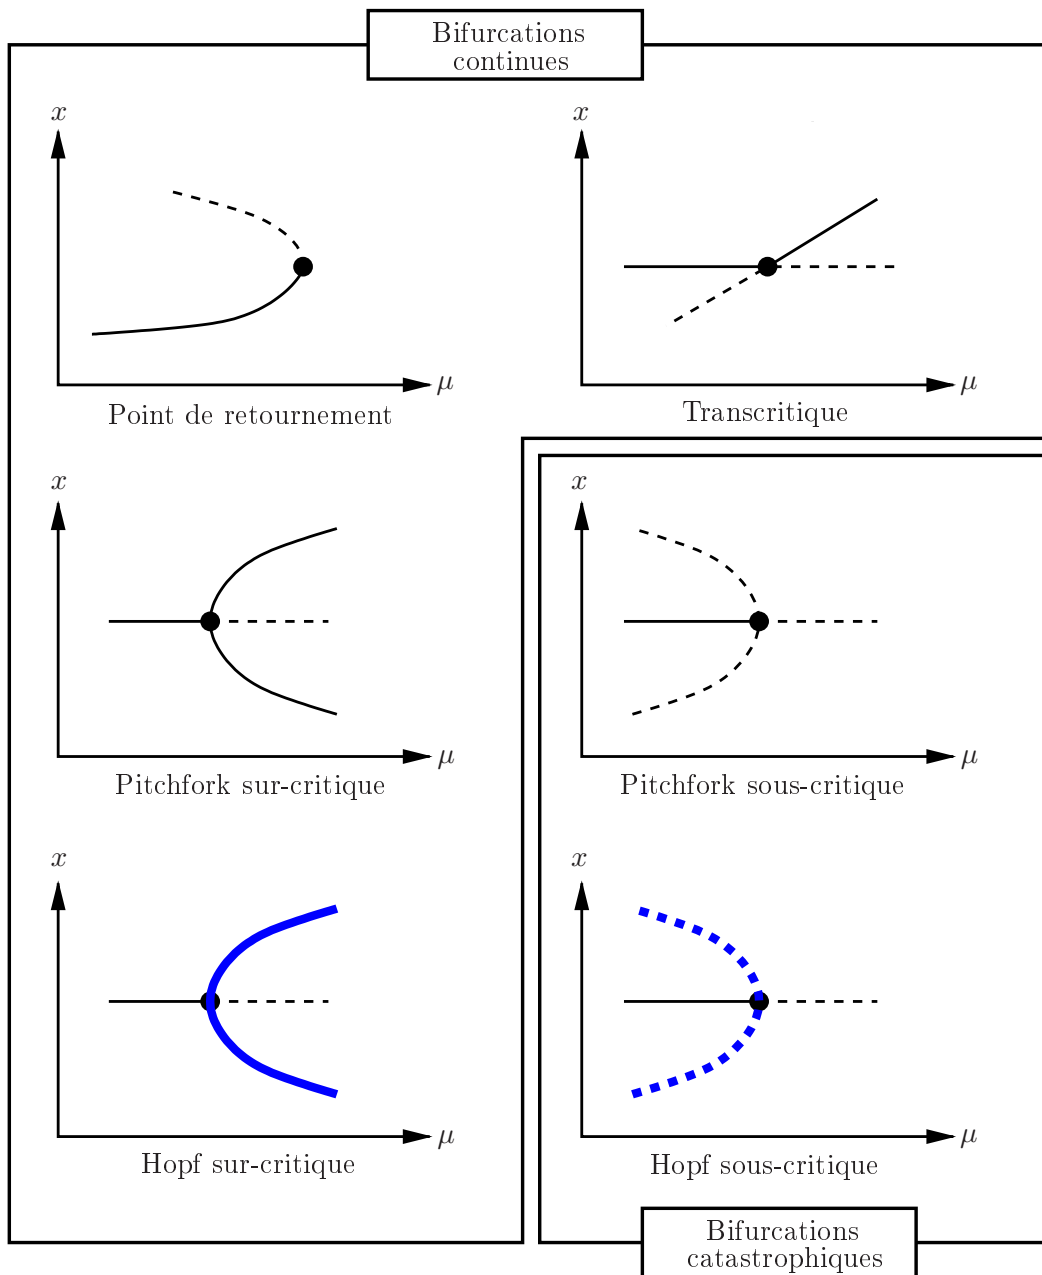 Bifurcations
continues
x
x
μ
μ
Point de retournement
Transcritique
x
x
μ
μ
Pitchfork sur-critique
Pitchfork sous-critique
x
x
μ
μ
Hopf sur-critique
Hopf sous-critique
Bifurcations
catastrophiques